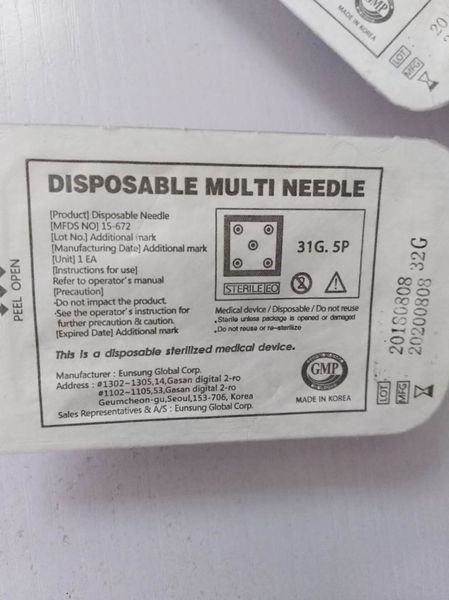 DISPOSABLE MULTI NEEDLE
[Product] Disposable Needle
[MFDS NO] 15-672
[Lot No.] Additional mark
[Manufacturing Date] Additional mark
[Unit] 1 EA
[Instructions for use]
Refer to operator's manual
[Precaution]
·Do not impact the product.
·See the operator's instruction for
further precaution & caution.
[Expired Date] Additional mark
31G. 5P
STERILE EO
Medical device / Disposable / Do not reuse
·Sterile unless package is opened or damaged
·Do not reuse or re-sterilize
This is a disposable sterilized medical device.
Manufacturer : Eunsung Global Corp.
Address : #1302~1305,14,Gasan digital 2-ro
#1102~1105,53,Gasan digital 2-ro
Geumcheon-gu,Seoul,153-706, Korea
Sales Representatives & A/S : Eunsung Global Corp.
GMP
MADE IN KOREA
PEEL OPEN
LOT
MFG
20180808 32G
20200808
GMP
MADE IN KOREA
LOT
MFG
20